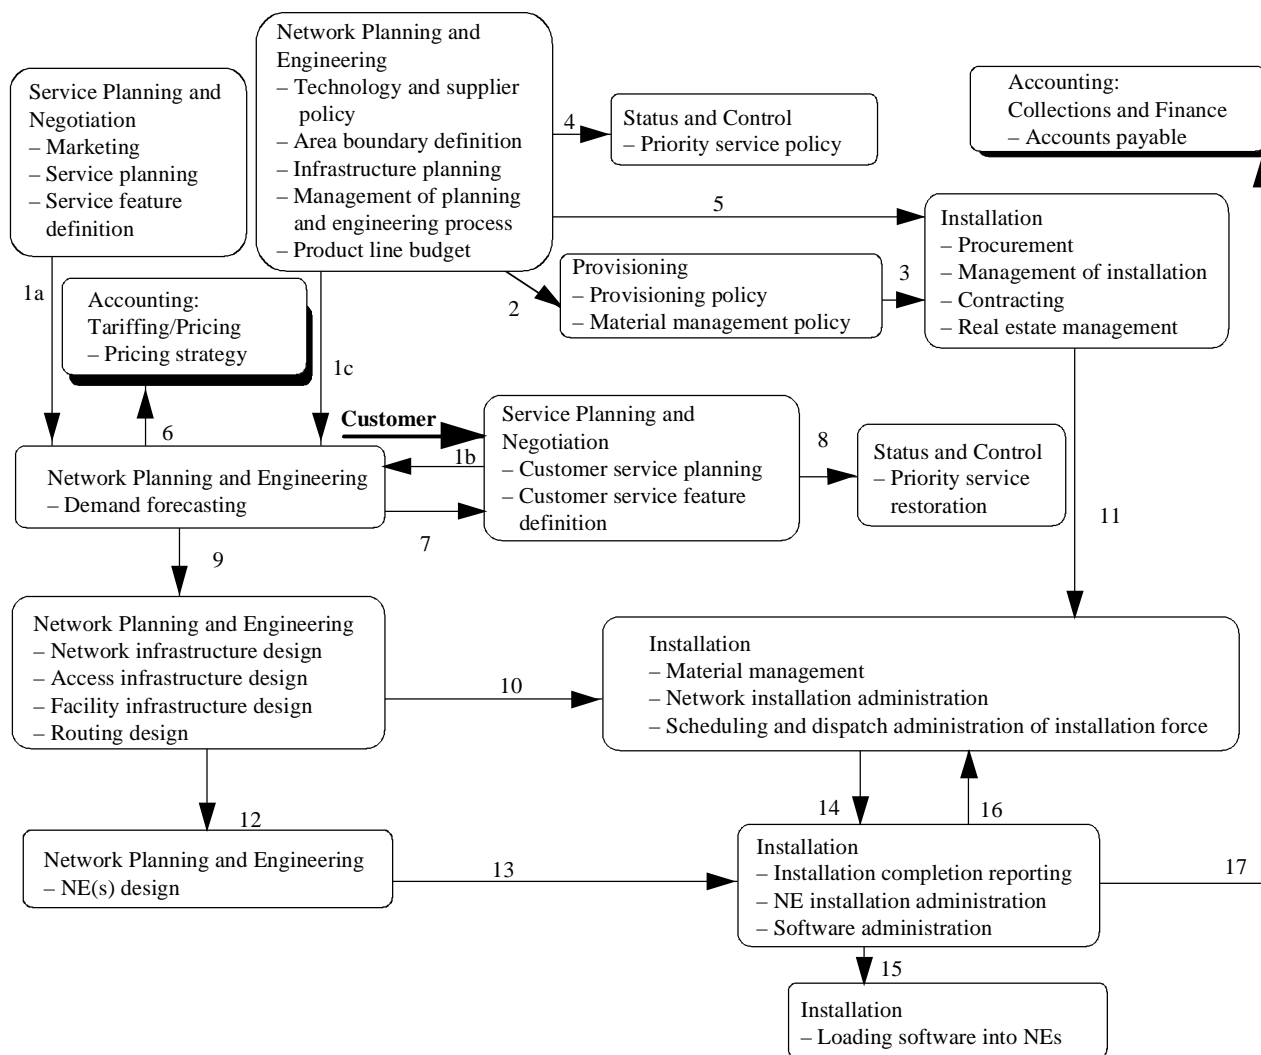 Network Planning and
Engineering
– Technology and supplier
policy
– Area boundary definition
– Infrastructure planning
– Management of planning
and engineering process
– Product line budget
Service Planning and
Negotiation
– Marketing
– Service planning
– Service feature
definition
4
Status and Control
– Priority service policy
Accounting:
Collections and Finance
– Accounts payable
5
Installation
– Procurement
– Management of installation
– Contracting
– Real estate management
1a
Accounting:
Tariffing/Pricing
– Pricing strategy
2
Provisioning
– Provisioning policy
– Material management policy
3
1c
6
Customer
Service Planning and
Negotiation
– Customer service planning
– Customer service feature
definition
1b
8
Status and Control
– Priority service
restoration
Network Planning and Engineering
– Demand forecasting
7
11
9
Network Planning and Engineering
– Network infrastructure design
– Access infrastructure design
– Facility infrastructure design
– Routing design
10
Installation
– Material management
– Network installation administration
– Scheduling and dispatch administration of installation force
12
14
16
Network Planning and Engineering
– NE(s) design
13
Installation
– Installation completion reporting
– NE installation administration
– Software administration
17
15
Installation
– Loading software into NEs